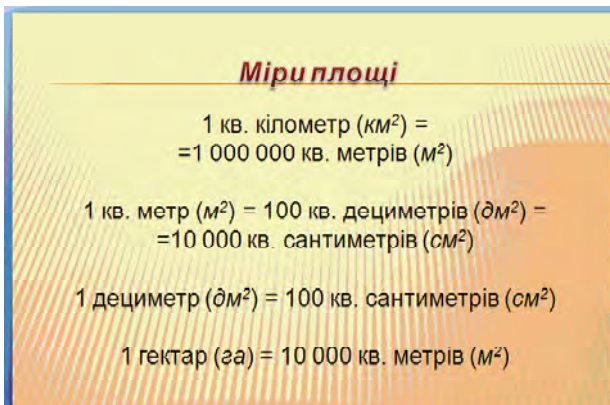 Міри площі
1 кв. кілометр (км²) =
=1 000 000 кв. метрів (м²)
1 кв. метр (м²) = 100 кв. дециметрів (дм²) =
=10 000 кв. сантиметрів (см²)
1 дециметр (дм²) = 100 кв. сантиметрів (см²)
1 гектар (га) = 10 000 кв. метрів (м²)